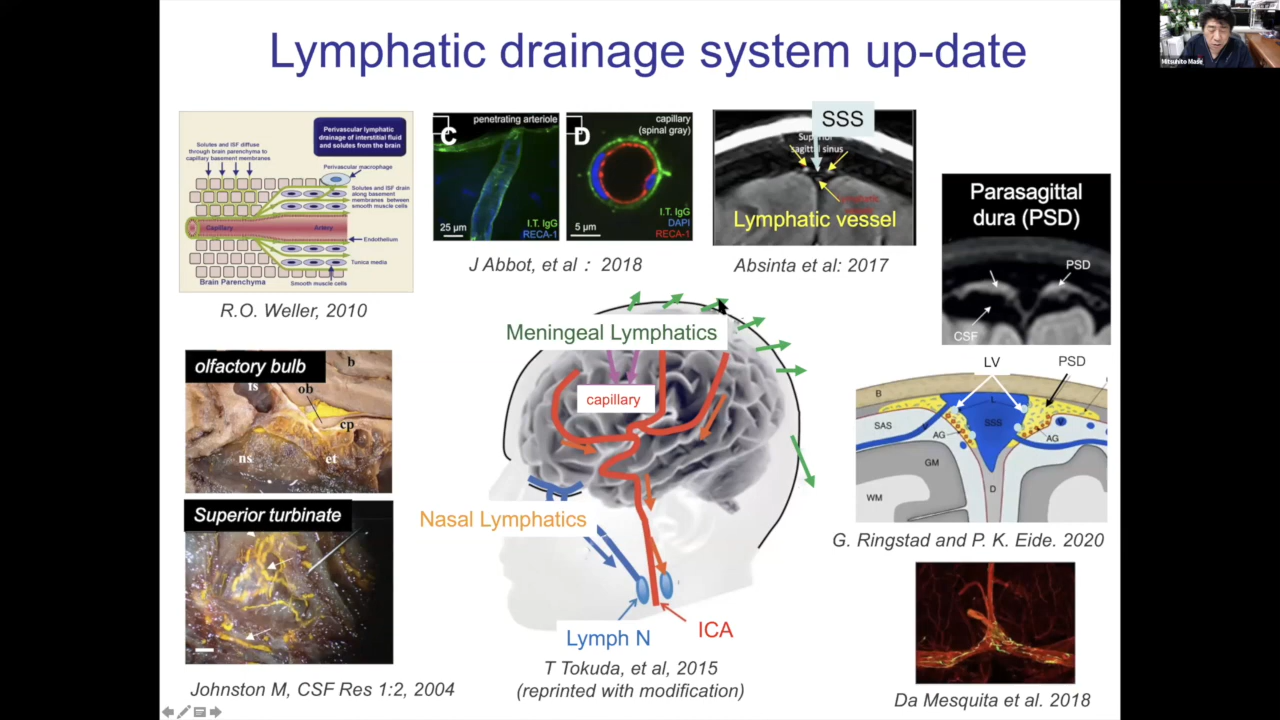 Lymphatic drainage system up-date
Mitsuhito Mase
Perivascular lymphatic
drainage of interstitial fluid
and solutes from the brain
Solutes and ISF diffuse
through brain parenchyma to
capillary basement membranes
Perivascular macrophage
Solutes and ISF drain
along basement
membranes between
smooth muscle cells
Capillary
Artery
Endothelium
Tunica media
Smooth muscle cells
Brain Parenchyma
R.O. Weller, 2010
C
penetrating arteriole
I.T. IgG
RECA-1
25 µm
D
capillary
(spinal gray)
I.T. IgG
DAPI
RECA-1
5 µm
J Abbot, et al : 2018
SSS
sagittal sinus
Lymphatic vessel
Absinta et al: 2017
Parasagittal
dura (PSD)
PSD
CSF
olfactory bulb
b
fs
ob
cp
ns
et
Superior turbinate
Johnston M, CSF Res 1:2, 2004
Meningeal Lymphatics
capillary
Nasal Lymphatics
Lymph N
ICA
T Tokuda, et al, 2015
(reprinted with modification)
LV
PSD
B
L
SAS
V
SSS
V
AG
AG
GM
WM
D
G. Ringstad and P. K. Eide. 2020
Da Mesquita et al. 2018